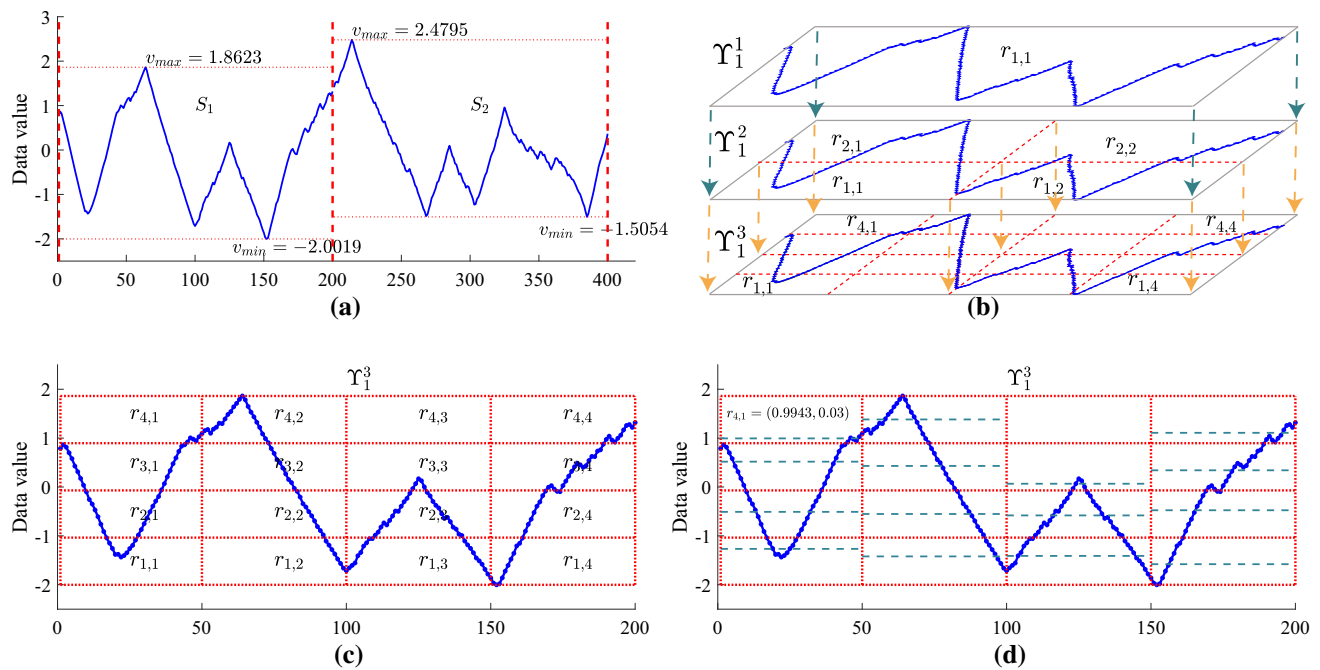 3
2
1
0
-1
-2
Data value
v_max = 1.8623
v_max = 2.4795
S_1
S_2
v_min = −2.0019
v_min = −1.5054
0 50 100 150 200 250 300 350 400
(a)
ϒ_1^1
r_{1,1}
ϒ_1^2
r_{2,1} r_{2,2}
r_{1,1} r_{1,2}
ϒ_1^3
r_{4,1} r_{4,4}
r_{1,1} r_{1,4}
(b)
ϒ_1^3
2
1
0
-1
-2
Data value
r_{4,1} r_{4,2} r_{4,3} r_{4,4}
r_{3,1} r_{3,2} r_{3,3} r_{3,4}
r_{2,1} r_{2,2} r_{2,3} r_{2,4}
r_{1,1} r_{1,2} r_{1,3} r_{1,4}
0 50 100 150 200
(c)
ϒ_1^3
2
1
0
-1
-2
Data value
r_{4,1} = (0.9943, 0.03)
0 50 100 150 200
(d)